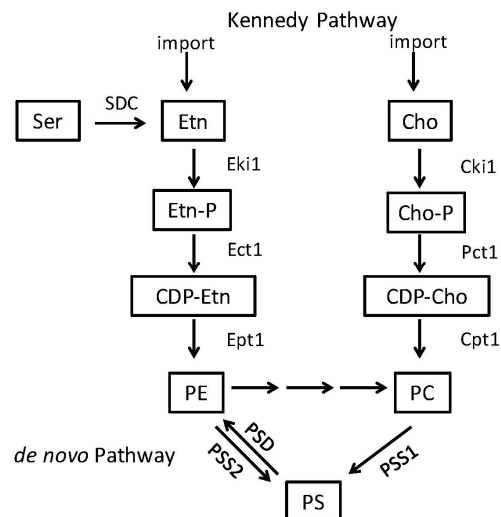 Kennedy Pathway
import
import
SDC
Ser
Etn
Cho
Eki1
Cki1
Etn-P
Cho-P
Ect1
Pct1
CDP-Etn
CDP-Cho
Ept1
Cpt1
PE
PC
de novo Pathway
PSD
PSS2
PSS1
PS